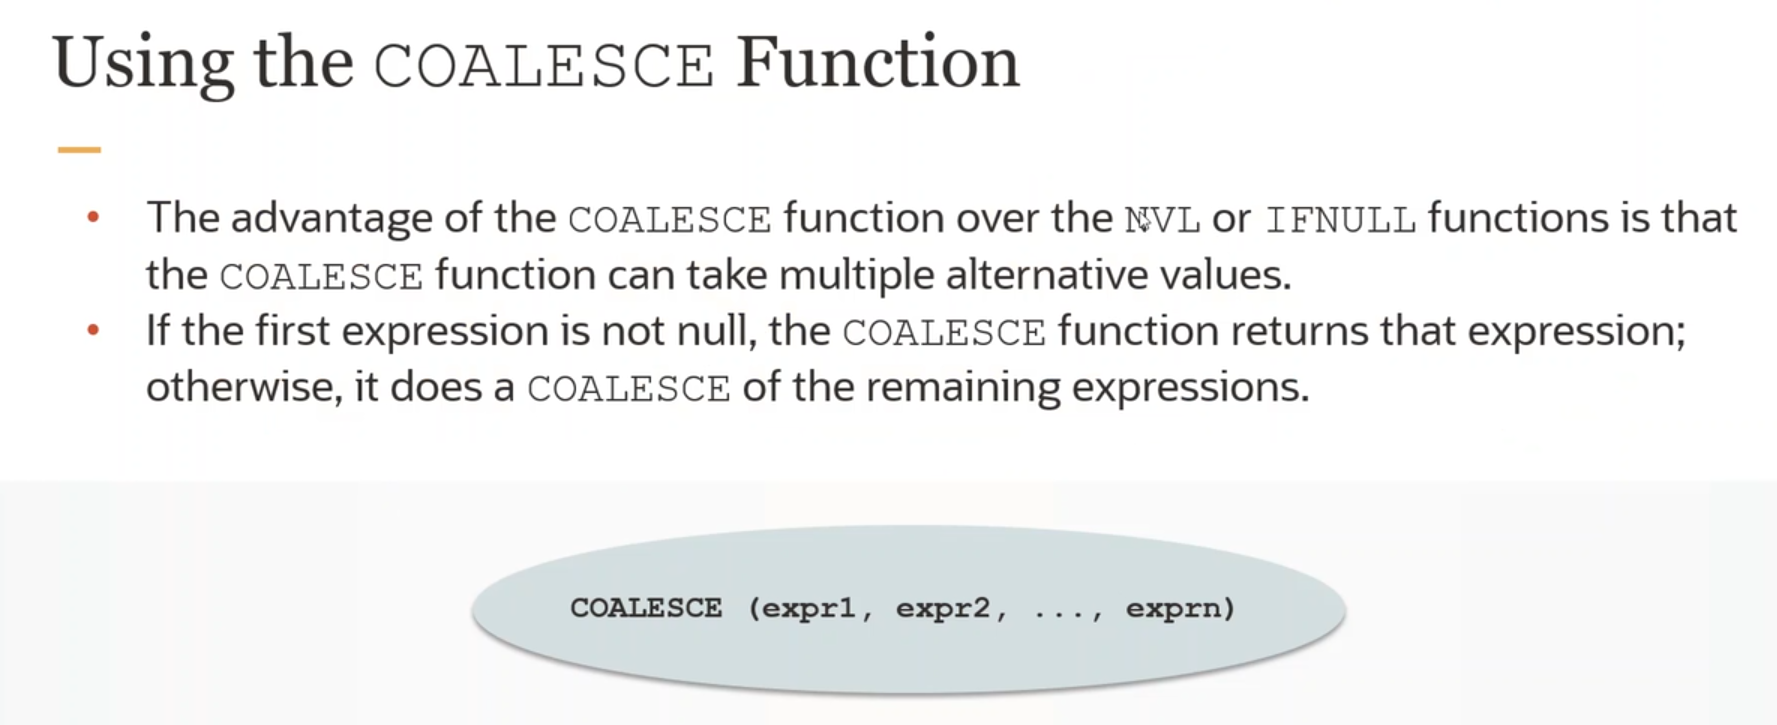 Using the COALESCE Function
• The advantage of the COALESCE function over the NVL or IFNULL functions is that
the COALESCE function can take multiple alternative values.
• If the first expression is not null, the COALESCE function returns that expression;
otherwise, it does a COALESCE of the remaining expressions.
COALESCE (expr1, expr2, ..., exprn)